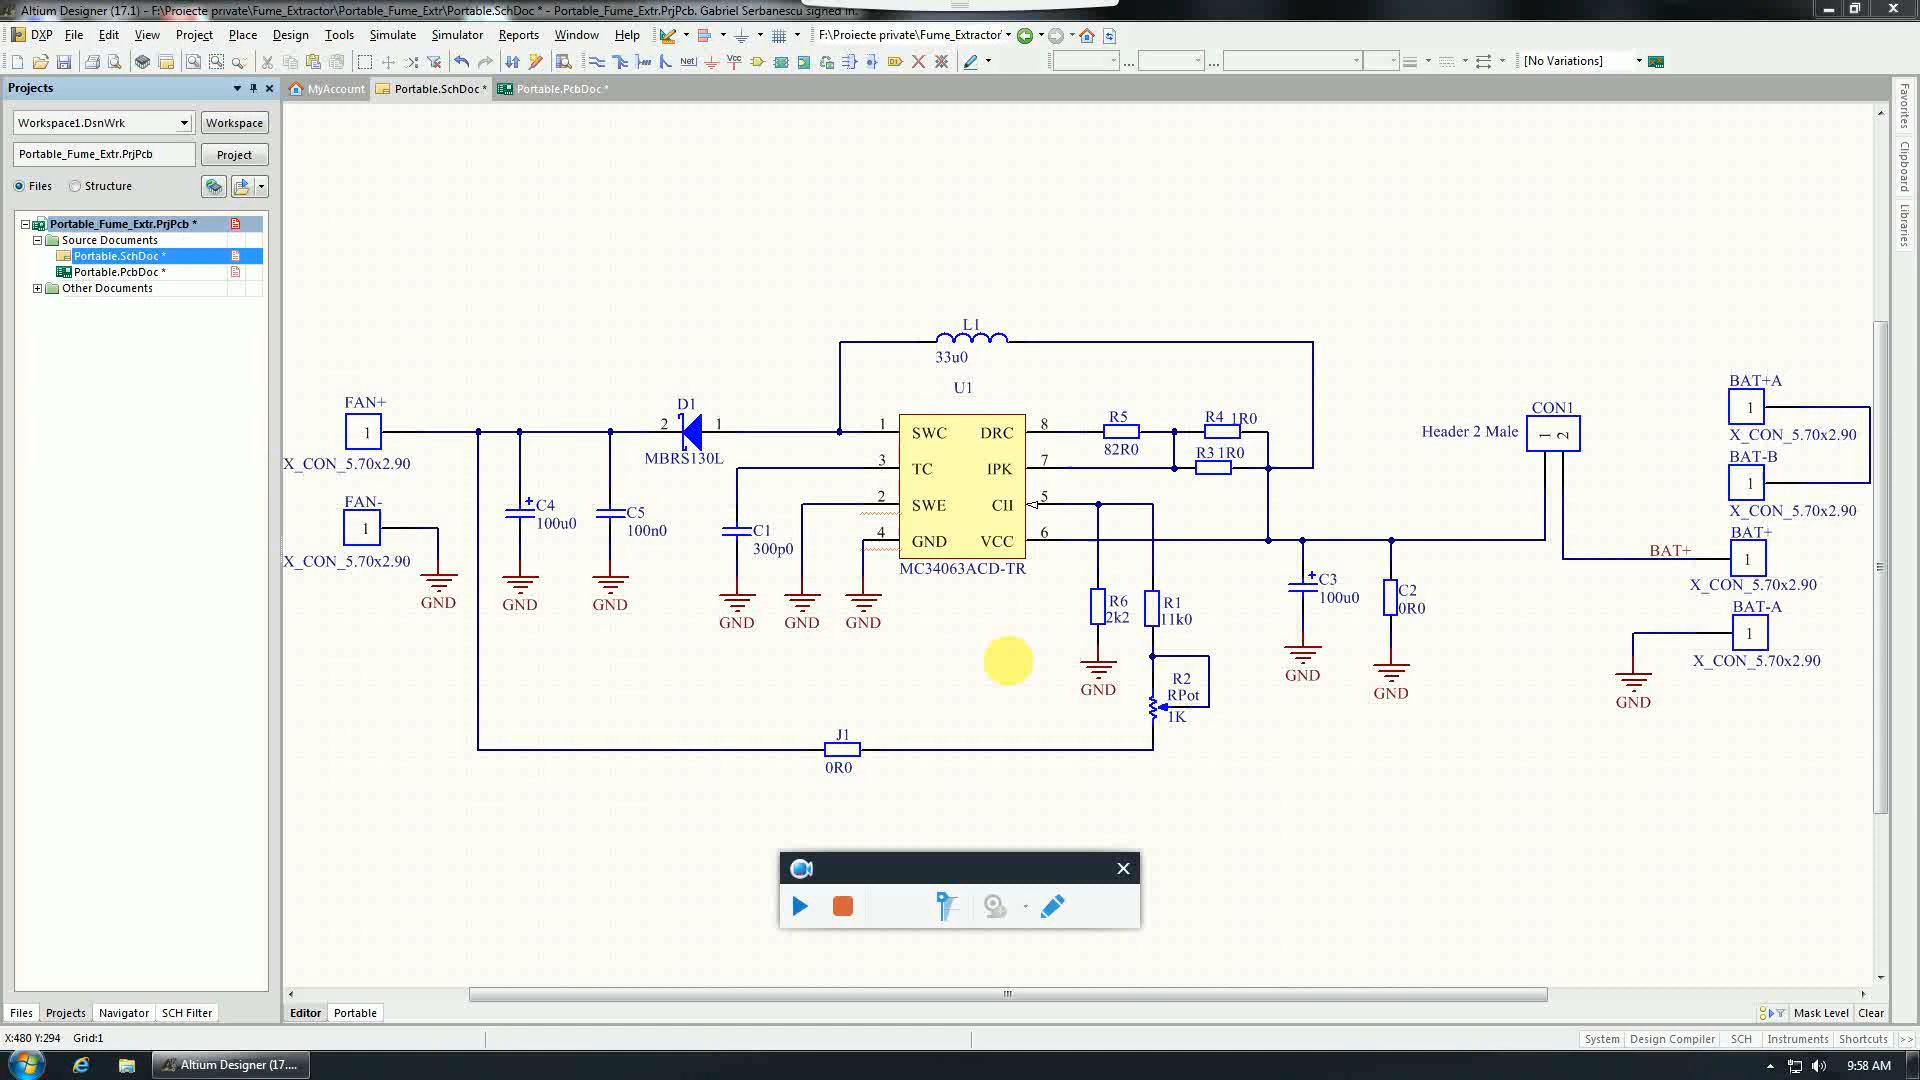 Altium Designer (17.1) - F:\Proiecte private\Fume_Extractor\Portable_Fume_Extr\Portable.SchDoc * - Portable_Fume_Extr.PrjPcb. Gabriel Serbanescu signed in.
DXP File Edit View Project Place Design Tools Simulate Simulator Reports Window Help F:\Proiecte private\Fume_Extractor
Net Vcc [No Variations]
Projects
MyAccount Portable.SchDoc * Portable.PcbDoc *
Workspace1.DsnWrk Workspace
Portable_Fume_Extr.PrjPcb Project
Files Structure
Portable_Fume_Extr.PrjPcb *
Source Documents
Portable.SchDoc *
Portable.PcbDoc *
Other Documents
Favorites
Clipboard
Libraries
L1
33u0
U1
FAN+
1
X_CON_5.70x2.90
FAN-
1
X_CON_5.70x2.90
GND
D1
2 1
MBRS130L
C4
100u0
GND
C5
100n0
GND
C1
300p0
GND
GND
GND
1 SWC DRC 8
3 TC IPK 7
2 SWE CII 5
4 GND VCC 6
MC34063ACD-TR
R5
82R0
R4 1R0
R3 1R0
R6
2k2
GND
R1
11k0
R2
RPot
1K
J1
0R0
C3
100u0
GND
C2
0R0
GND
CON1
Header 2 Male 1 2
BAT+A
1
X_CON_5.70x2.90
BAT-B
1
X_CON_5.70x2.90
BAT+
BAT+ 1
X_CON_5.70x2.90
BAT-A
1
X_CON_5.70x2.90
GND
Files Projects Navigator SCH Filter
Editor Portable
Mask Level Clear
X:480 Y:294 Grid:1
System Design Compiler SCH Instruments Shortcuts >>
Altium Designer (17....
9:58 AM